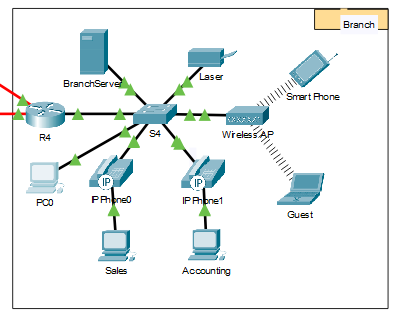 Branch
BranchServer
Laser
Smart Phone
R4
S4
Wireless AP
PC0
IP
IP Phone0
IP
IP Phone1
Guest
Sales
Accounting